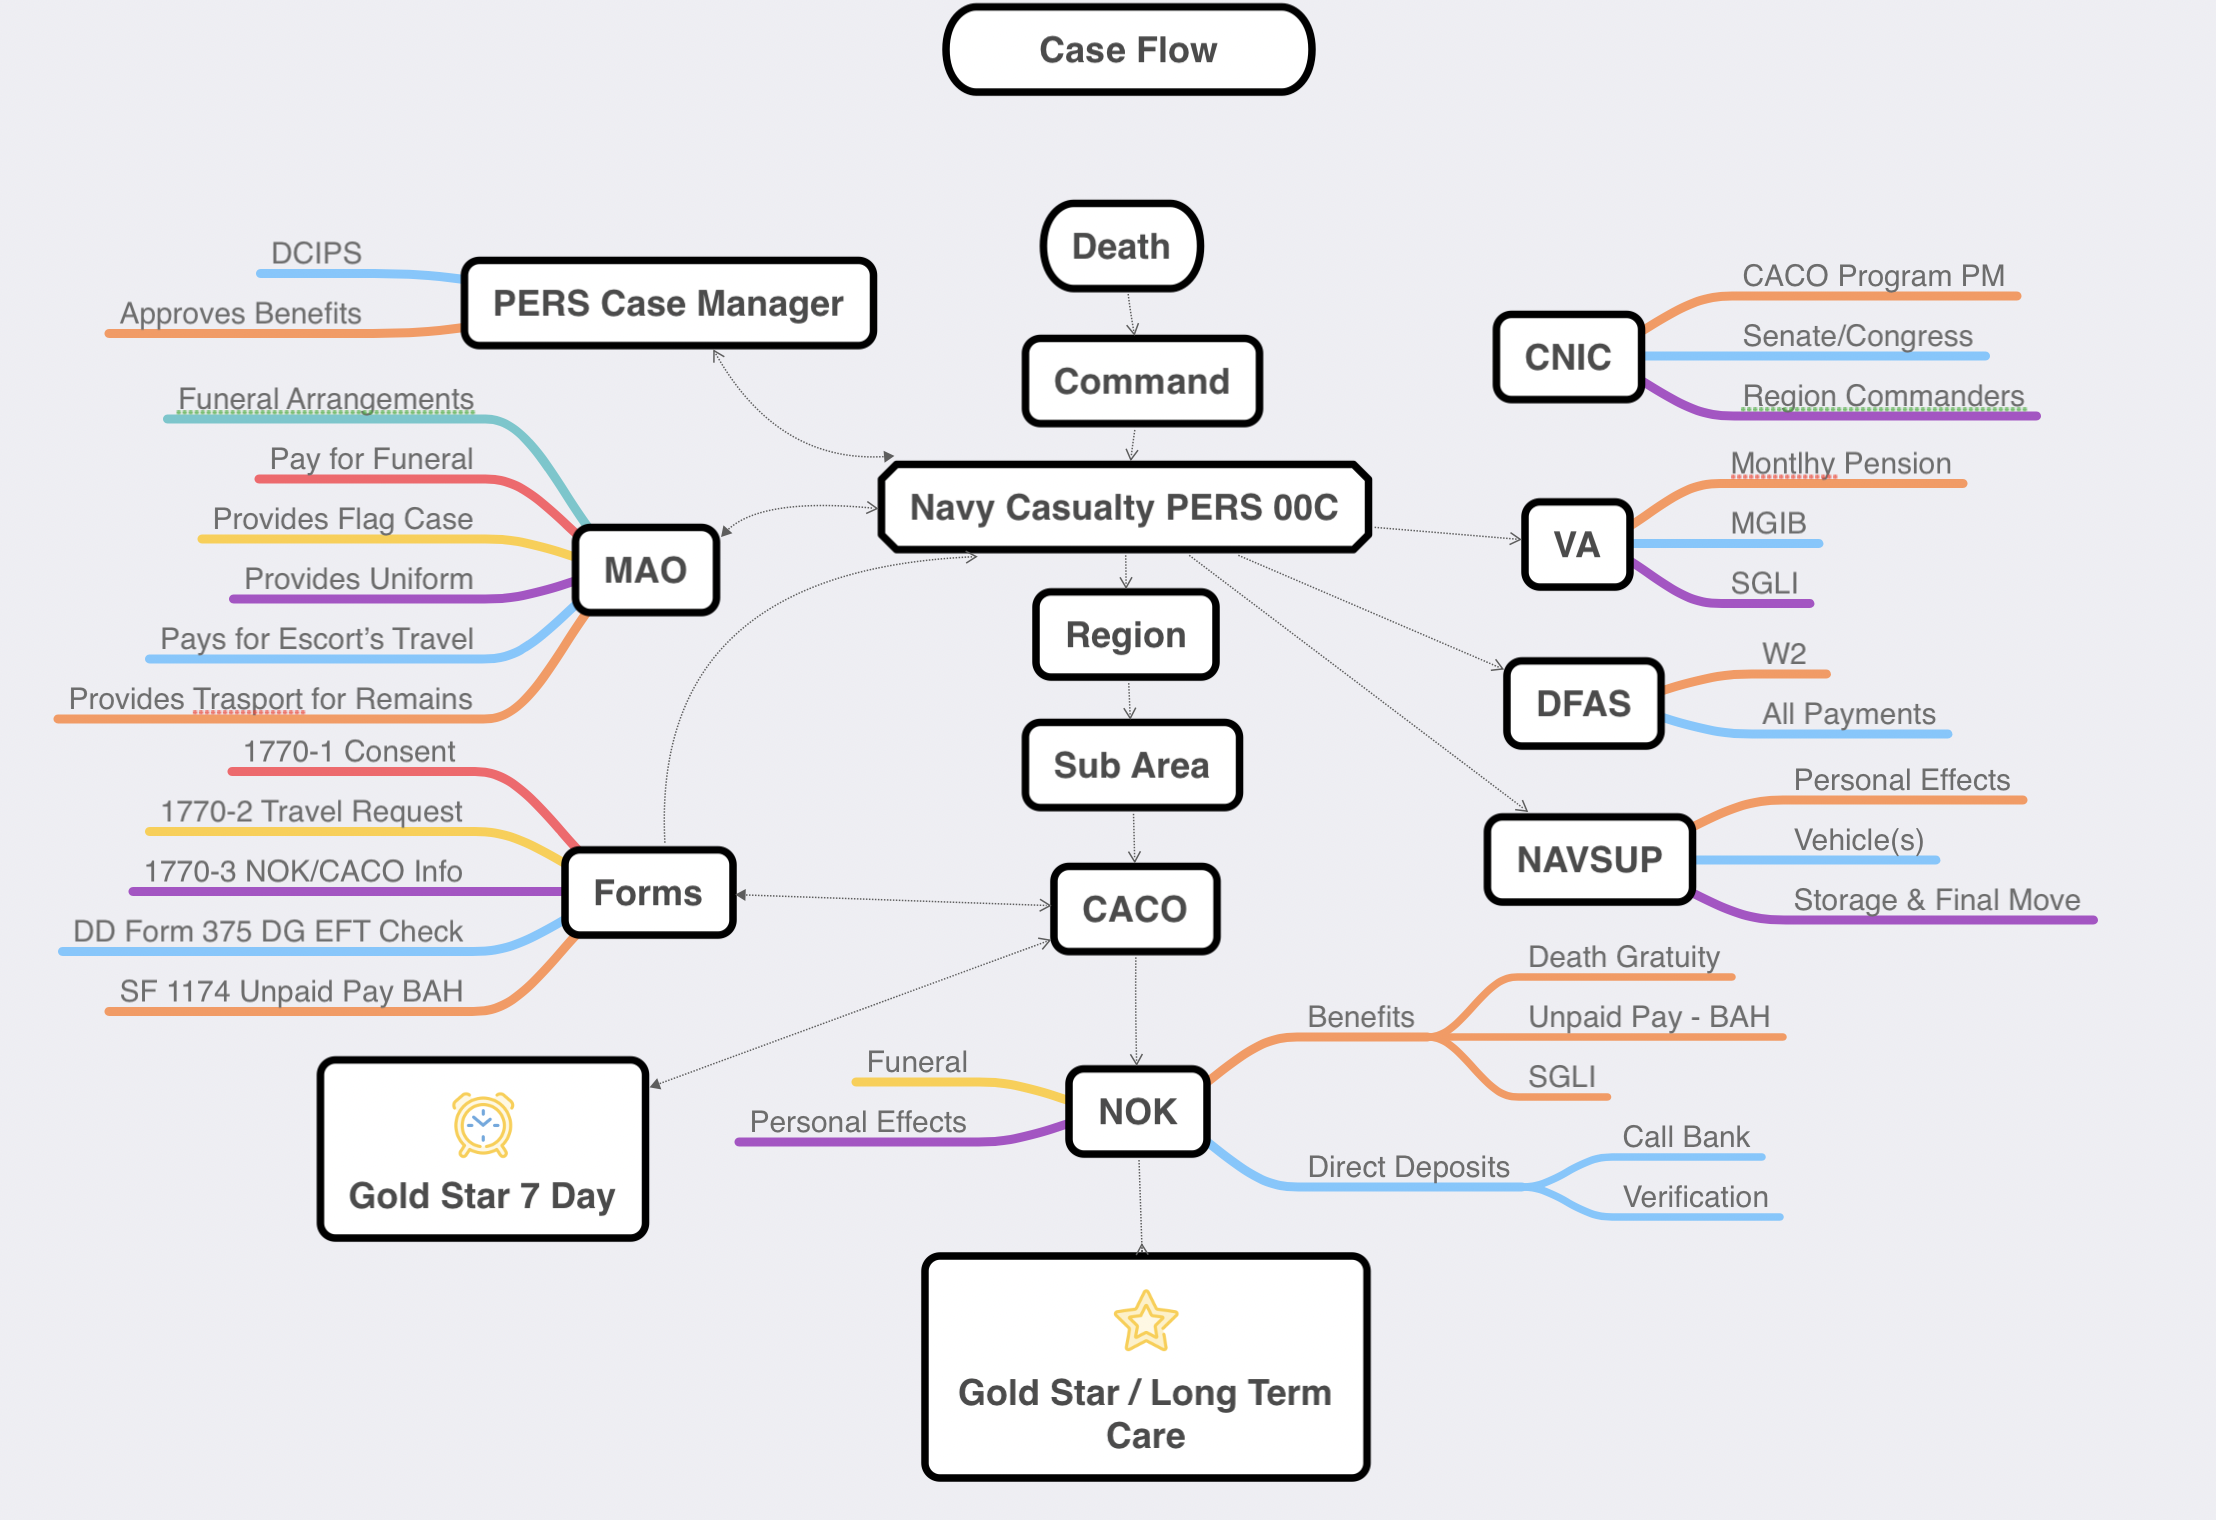 Case Flow
Death
Command
Navy Casualty PERS 00C
Region
Sub Area
CACO
NOK
Gold Star / Long Term
Care
PERS Case Manager
DCIPS
Approves Benefits
MAO
Funeral Arrangements
Pay for Funeral
Provides Flag Case
Provides Uniform
Pays for Escort’s Travel
Provides Trasport for Remains
Forms
1770-1 Consent
1770-2 Travel Request
1770-3 NOK/CACO Info
DD Form 375 DG EFT Check
SF 1174 Unpaid Pay BAH
Gold Star 7 Day
Funeral
Personal Effects
CNIC
CACO Program PM
Senate/Congress
Region Commanders
VA
Montlhy Pension
MGIB
SGLI
DFAS
W2
All Payments
NAVSUP
Personal Effects
Vehicle(s)
Storage & Final Move
Benefits
Death Gratuity
Unpaid Pay - BAH
SGLI
Direct Deposits
Call Bank
Verification